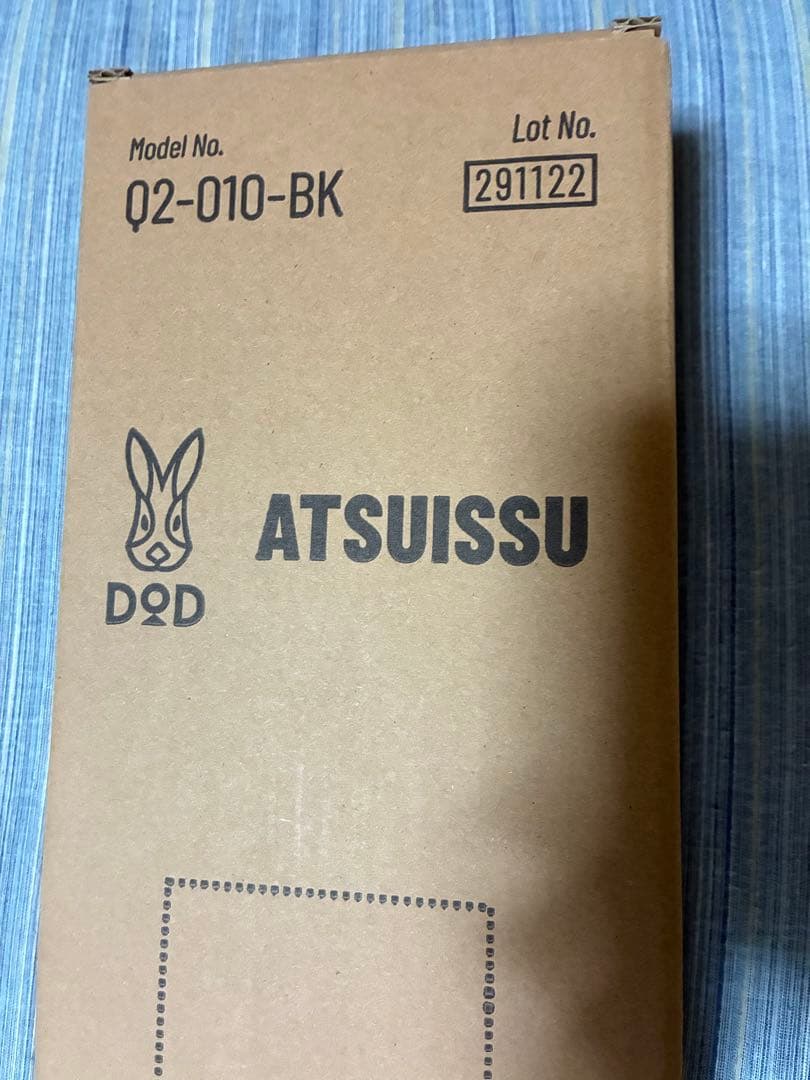 Model No.
Q2-010-BK
Lot No.
291122
DOD
ATSUISSU